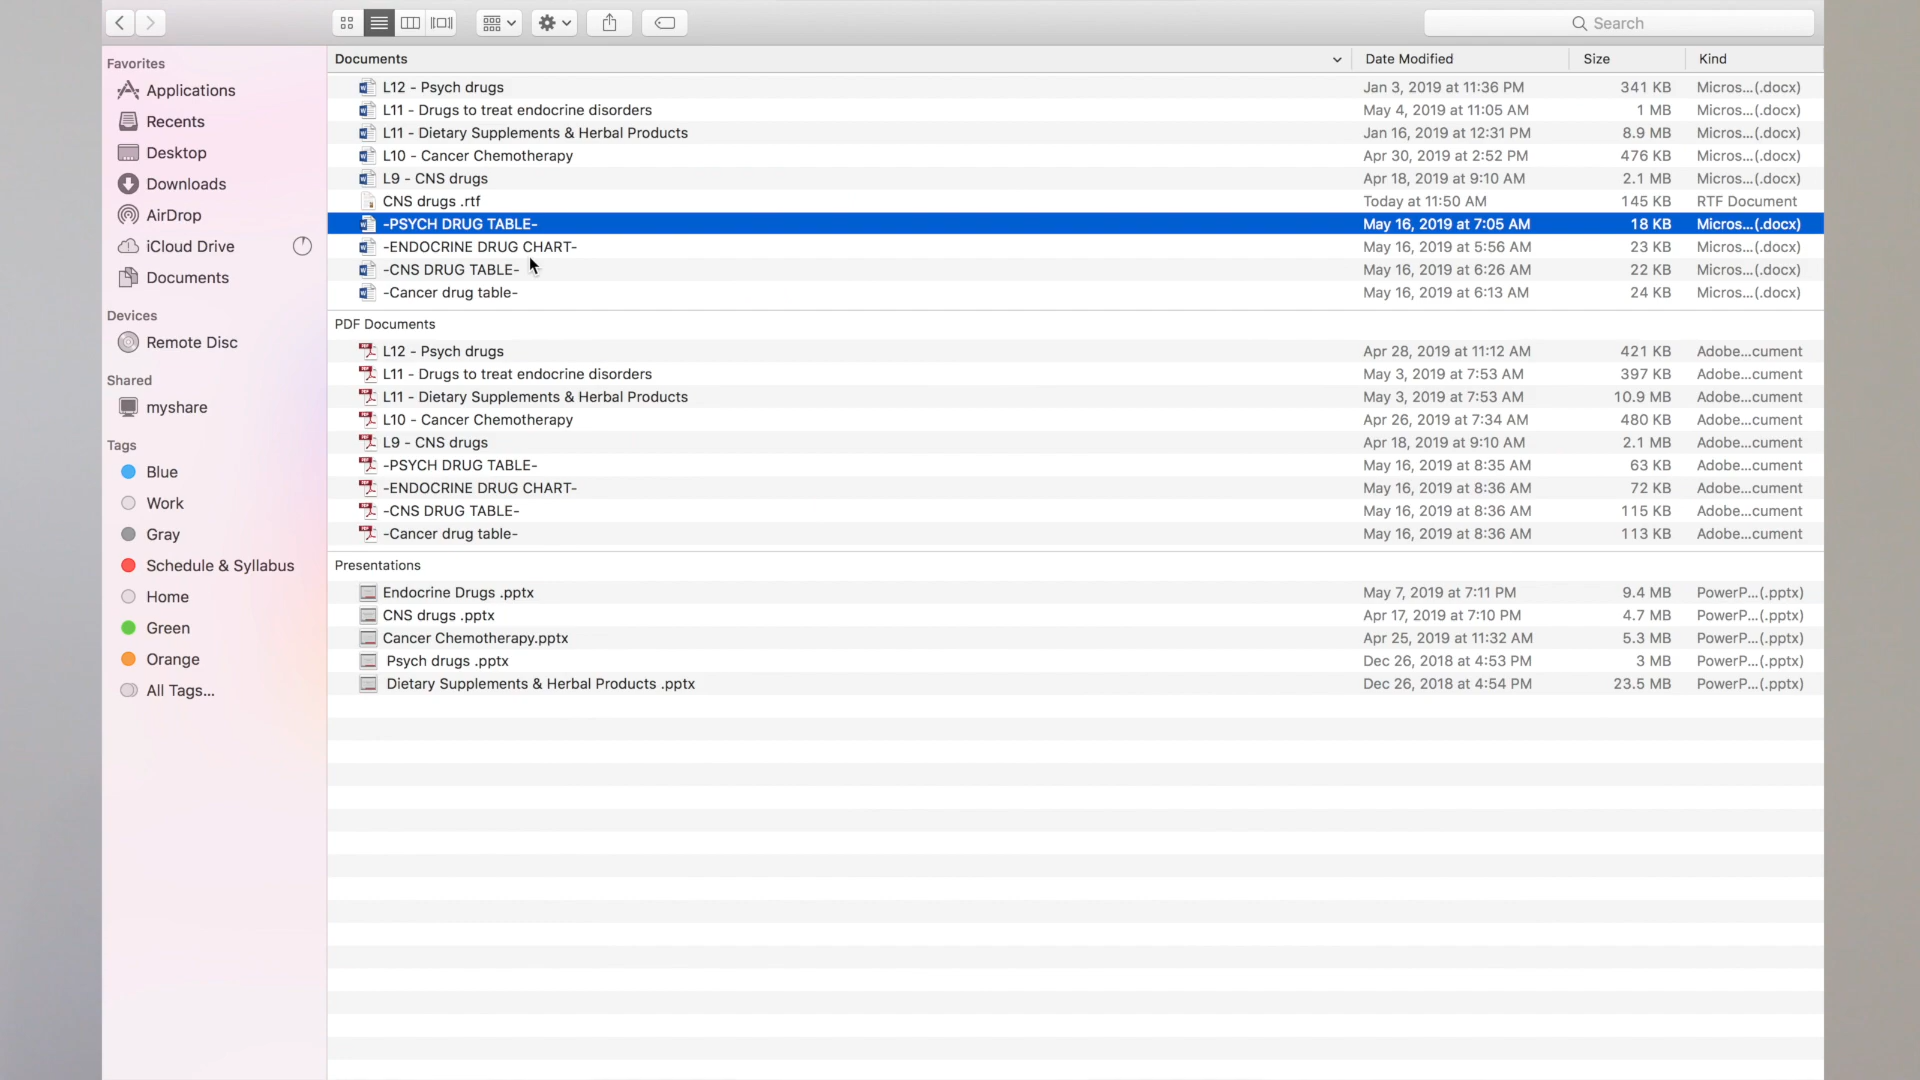 Search
Favorites
Applications
Recents
Desktop
Downloads
AirDrop
iCloud Drive
Documents
Devices
Remote Disc
Shared
myshare
Tags
Blue
Work
Gray
Schedule & Syllabus
Home
Green
Orange
All Tags...
Documents Date Modified Size Kind
L12 - Psych drugs Jan 3, 2019 at 11:36 PM 341 KB Micros...(.docx)
L11 - Drugs to treat endocrine disorders May 4, 2019 at 11:05 AM 1 MB Micros...(.docx)
L11 - Dietary Supplements & Herbal Products Jan 16, 2019 at 12:31 PM 8.9 MB Micros...(.docx)
L10 - Cancer Chemotherapy Apr 30, 2019 at 2:52 PM 476 KB Micros...(.docx)
L9 - CNS drugs Apr 18, 2019 at 9:10 AM 2.1 MB Micros...(.docx)
CNS drugs .rtf Today at 11:50 AM 145 KB RTF Document
-PSYCH DRUG TABLE- May 16, 2019 at 7:05 AM 18 KB Micros...(.docx)
-ENDOCRINE DRUG CHART- May 16, 2019 at 5:56 AM 23 KB Micros...(.docx)
-CNS DRUG TABLE- May 16, 2019 at 6:26 AM 22 KB Micros...(.docx)
-Cancer drug table- May 16, 2019 at 6:13 AM 24 KB Micros...(.docx)
PDF Documents
L12 - Psych drugs Apr 28, 2019 at 11:12 AM 421 KB Adobe...cument
L11 - Drugs to treat endocrine disorders May 3, 2019 at 7:53 AM 397 KB Adobe...cument
L11 - Dietary Supplements & Herbal Products May 3, 2019 at 7:53 AM 10.9 MB Adobe...cument
L10 - Cancer Chemotherapy Apr 26, 2019 at 7:34 AM 480 KB Adobe...cument
L9 - CNS drugs Apr 18, 2019 at 9:10 AM 2.1 MB Adobe...cument
-PSYCH DRUG TABLE- May 16, 2019 at 8:35 AM 63 KB Adobe...cument
-ENDOCRINE DRUG CHART- May 16, 2019 at 8:36 AM 72 KB Adobe...cument
-CNS DRUG TABLE- May 16, 2019 at 8:36 AM 115 KB Adobe...cument
-Cancer drug table- May 16, 2019 at 8:36 AM 113 KB Adobe...cument
Presentations
Endocrine Drugs .pptx May 7, 2019 at 7:11 PM 9.4 MB PowerP...(.pptx)
CNS drugs .pptx Apr 17, 2019 at 7:10 PM 4.7 MB PowerP...(.pptx)
Cancer Chemotherapy.pptx Apr 25, 2019 at 11:32 AM 5.3 MB PowerP...(.pptx)
Psych drugs .pptx Dec 26, 2018 at 4:53 PM 3 MB PowerP...(.pptx)
Dietary Supplements & Herbal Products .pptx Dec 26, 2018 at 4:54 PM 23.5 MB PowerP...(.pptx)